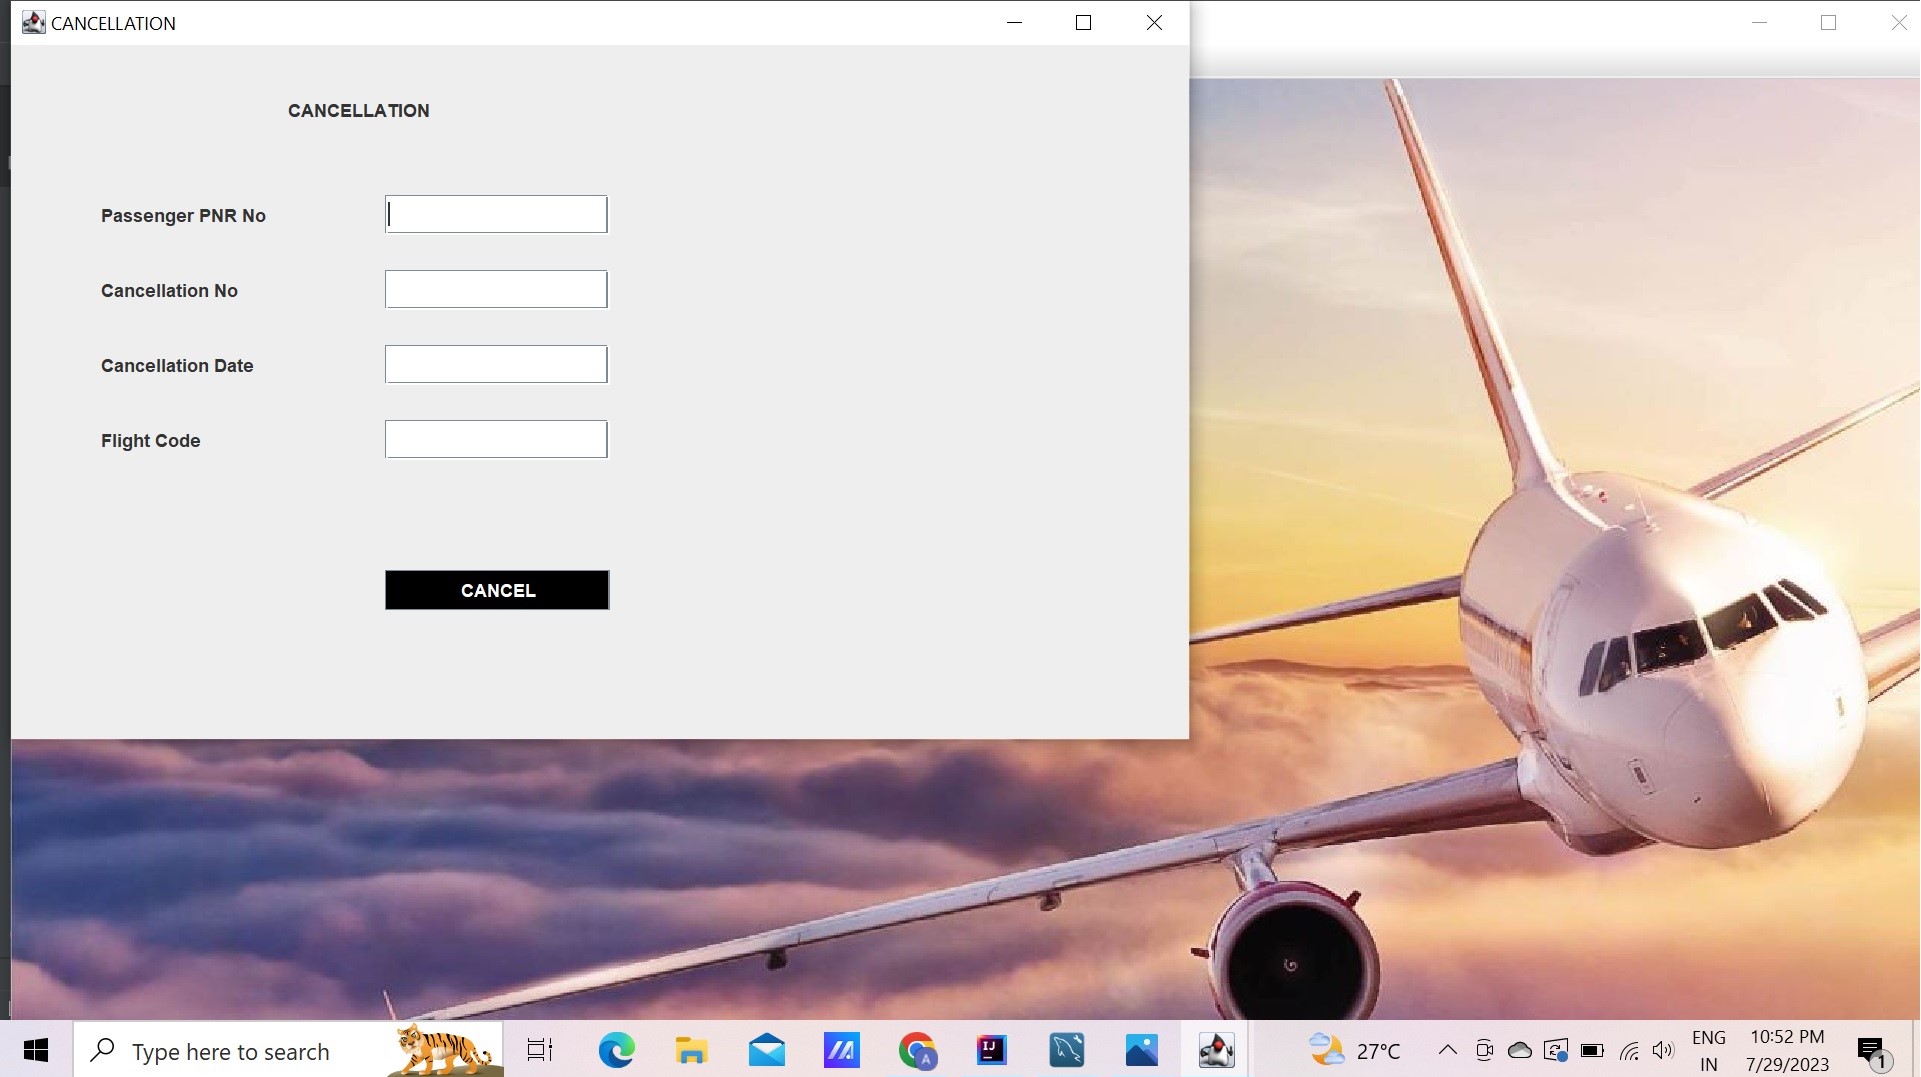 CANCELLATION
CANCELLATION
Passenger PNR No
Cancellation No
Cancellation Date
Flight Code
CANCEL
Type here to search
A
IJ
27°C
ENG
IN
10:52 PM
7/29/2023
1